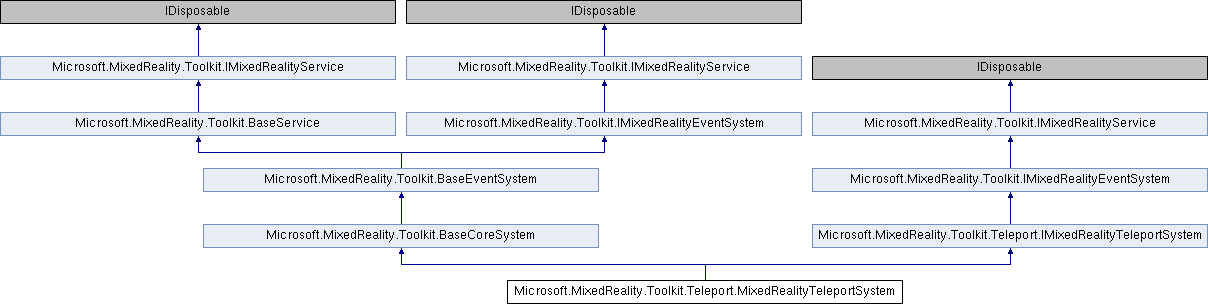 IDisposable
IDisposable
Microsoft.MixedReality.Toolkit.IMixedRealityService
Microsoft.MixedReality.Toolkit.IMixedRealityService
IDisposable
Microsoft.MixedReality.Toolkit.BaseService
Microsoft.MixedReality.Toolkit.IMixedRealityEventSystem
Microsoft.MixedReality.Toolkit.IMixedRealityService
Microsoft.MixedReality.Toolkit.BaseEventSystem
Microsoft.MixedReality.Toolkit.IMixedRealityEventSystem
Microsoft.MixedReality.Toolkit.BaseCoreSystem
Microsoft.MixedReality.Toolkit.Teleport.IMixedRealityTeleportSystem
Microsoft.MixedReality.Toolkit.Teleport.MixedRealityTeleportSystem